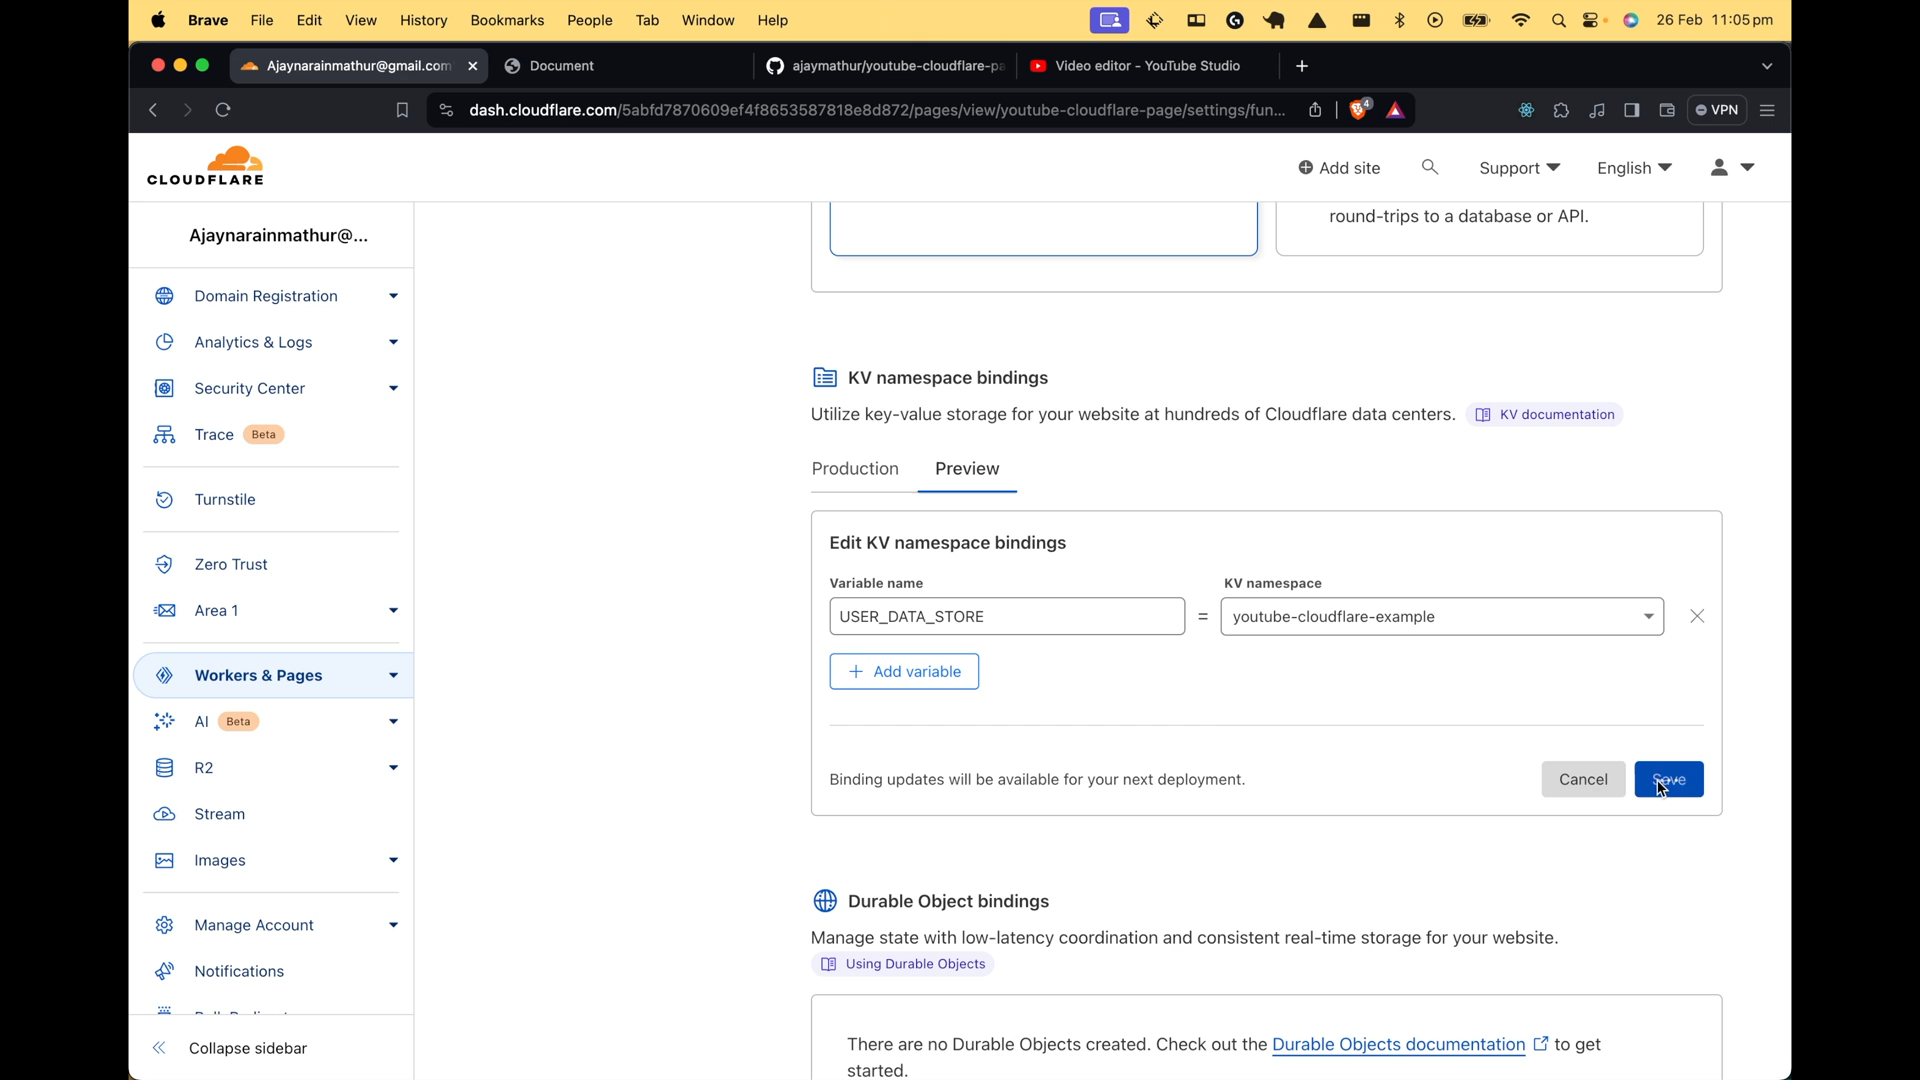 Brave File Edit View History Bookmarks People Tab Window Help 26 Feb 11:05 pm
Ajaynarainmathur@gmail.com Document ajaymathur/youtube-cloudflare-pa Video editor - YouTube Studio
dash.cloudflare.com/5abfd7870609ef4f8653587818e8d872/pages/view/youtube-cloudflare-page/settings/fun... 4 VPN
CLOUDFLARE Add site Support English
Ajaynarainmathur@...
Domain Registration
Analytics & Logs
Security Center
Trace Beta
Turnstile
Zero Trust
Area 1
Workers & Pages
AI Beta
R2
Stream
Images
Manage Account
Notifications
Collapse sidebar
round-trips to a database or API.
KV namespace bindings
Utilize key-value storage for your website at hundreds of Cloudflare data centers. KV documentation
Production Preview
Edit KV namespace bindings
Variable name KV namespace
USER_DATA_STORE = youtube-cloudflare-example
Add variable
Binding updates will be available for your next deployment. Cancel Save
Durable Object bindings
Manage state with low-latency coordination and consistent real-time storage for your website.
Using Durable Objects
There are no Durable Objects created. Check out the Durable Objects documentation to get
started.